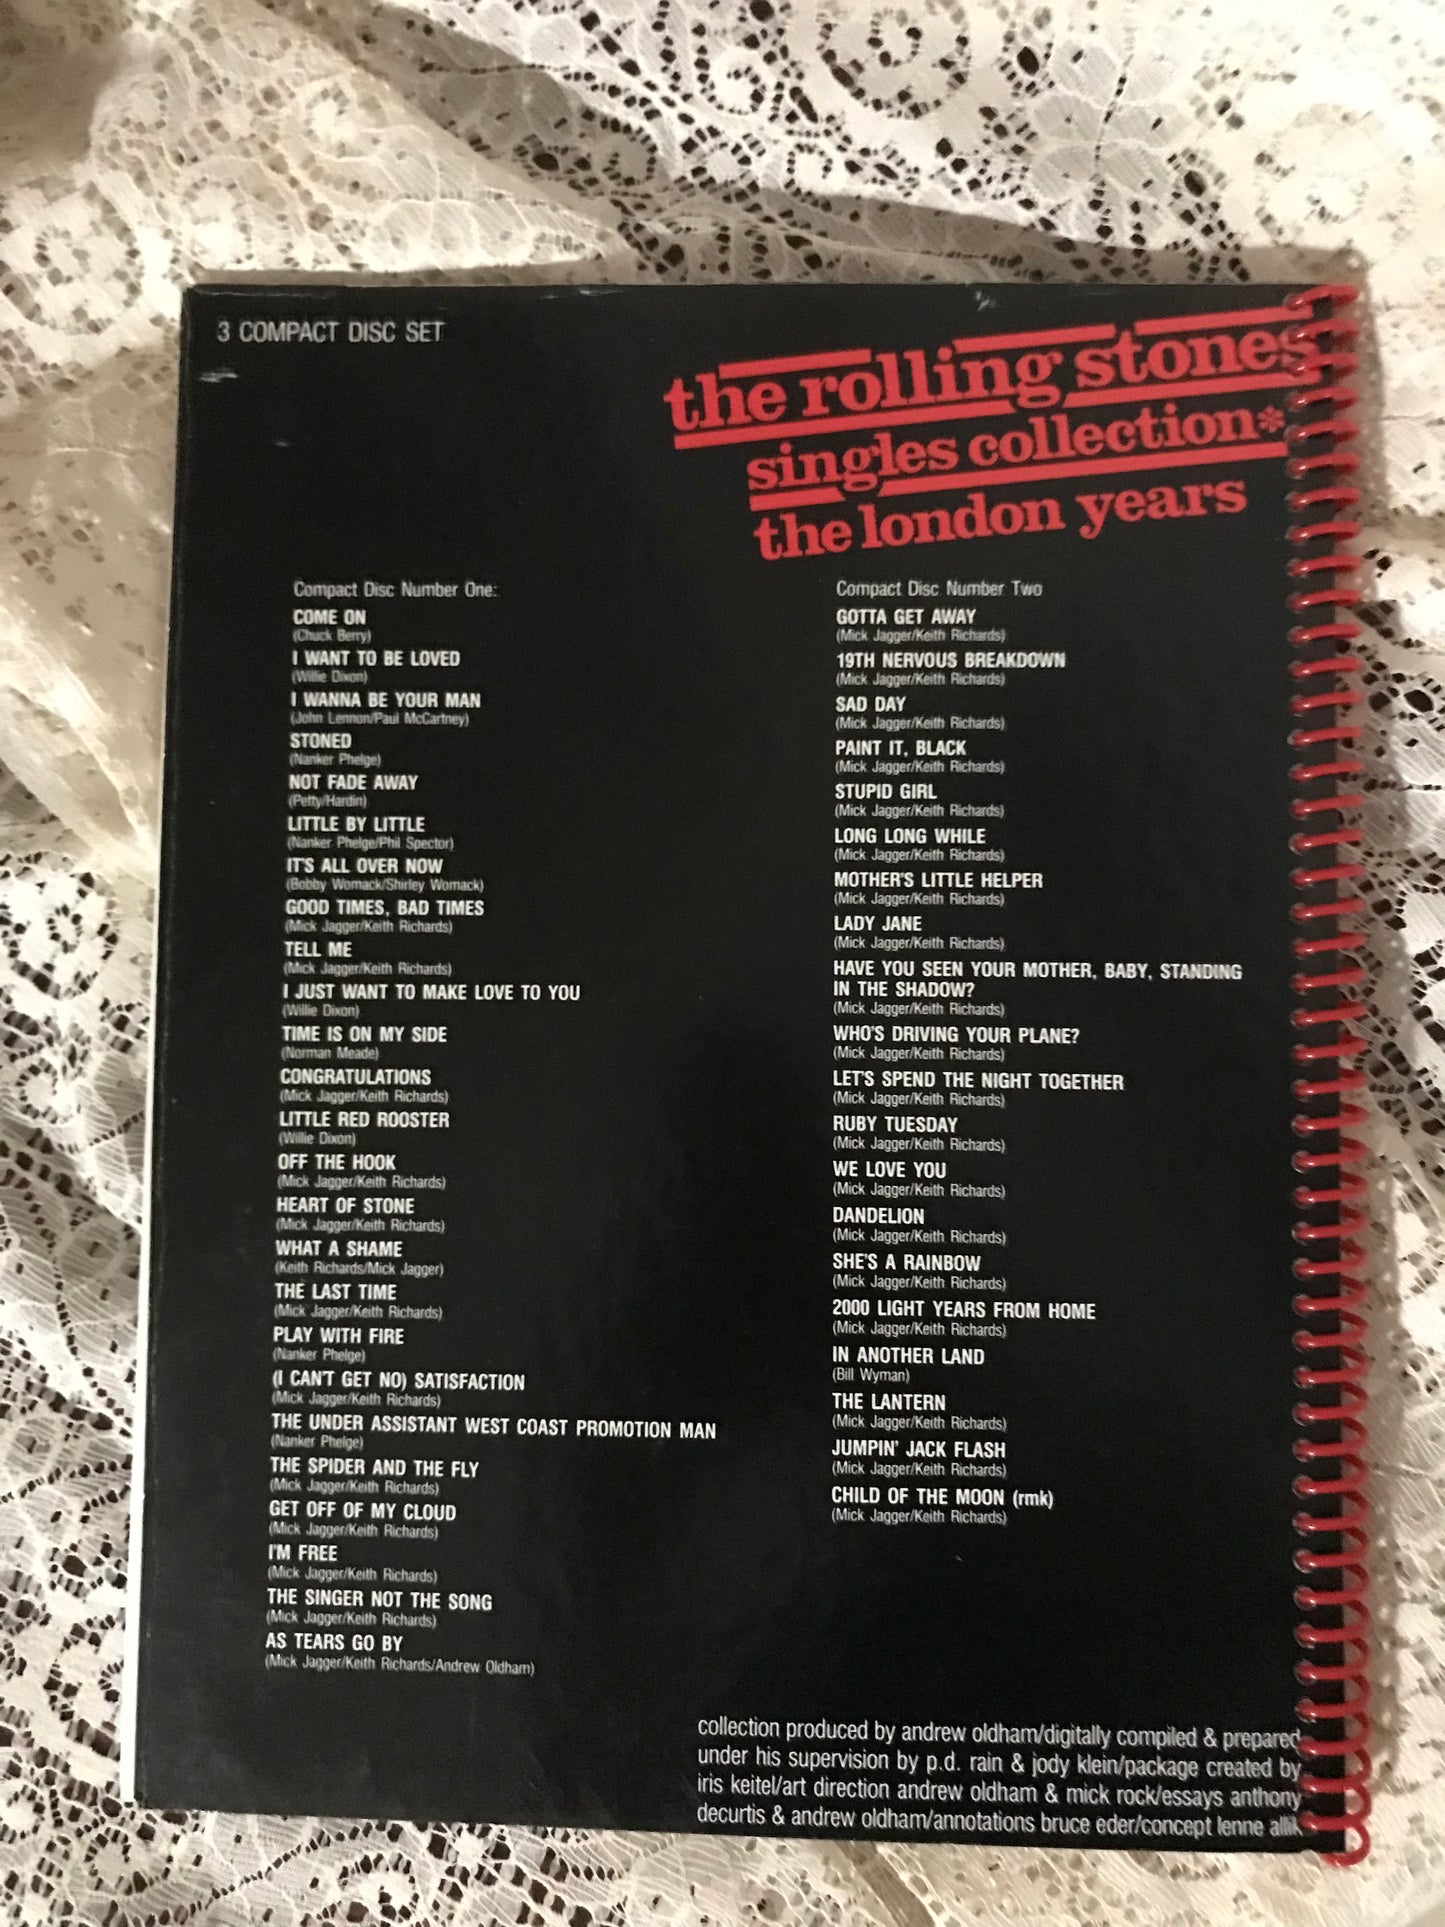 3 COMPACT DISC SET
the rolling stones
singles collection*
the london years
Compact Disc Number One:
COME ON
(Chuck Berry)
I WANT TO BE LOVED
(Willie Dixon)
I WANNA BE YOUR MAN
(John Lennon/Paul McCartney)
STONED
(Nanker Phelge)
NOT FADE AWAY
(Petty/Hardin)
LITTLE BY LITTLE
(Nanker Phelge/Phil Spector)
IT'S ALL OVER NOW
(Bobby Womack/Shirley Womack)
GOOD TIMES, BAD TIMES
(Mick Jagger/Keith Richards)
TELL ME
(Mick Jagger/Keith Richards)
I JUST WANT TO MAKE LOVE TO YOU
(Willie Dixon)
TIME IS ON MY SIDE
(Norman Meade)
CONGRATULATIONS
(Mick Jagger/Keith Richards)
LITTLE RED ROOSTER
(Willie Dixon)
OFF THE HOOK
(Mick Jagger/Keith Richards)
HEART OF STONE
(Mick Jagger/Keith Richards)
WHAT A SHAME
(Keith Richards/Mick Jagger)
THE LAST TIME
(Mick Jagger/Keith Richards)
PLAY WITH FIRE
(Nanker Phelge)
(I CAN'T GET NO) SATISFACTION
(Mick Jagger/Keith Richards)
THE UNDER ASSISTANT WEST COAST PROMOTION MAN
(Nanker Phelge)
THE SPIDER AND THE FLY
(Mick Jagger/Keith Richards)
GET OFF OF MY CLOUD
(Mick Jagger/Keith Richards)
I'M FREE
(Mick Jagger/Keith Richards)
THE SINGER NOT THE SONG
(Mick Jagger/Keith Richards)
AS TEARS GO BY
(Mick Jagger/Keith Richards/Andrew Oldham)
Compact Disc Number Two
GOTTA GET AWAY
(Mick Jagger/Keith Richards)
19TH NERVOUS BREAKDOWN
(Mick Jagger/Keith Richards)
SAD DAY
(Mick Jagger/Keith Richards)
PAINT IT, BLACK
(Mick Jagger/Keith Richards)
STUPID GIRL
(Mick Jagger/Keith Richards)
LONG LONG WHILE
(Mick Jagger/Keith Richards)
MOTHER'S LITTLE HELPER
(Mick Jagger/Keith Richards)
LADY JANE
(Mick Jagger/Keith Richards)
HAVE YOU SEEN YOUR MOTHER, BABY, STANDING
IN THE SHADOW?
(Mick Jagger/Keith Richards)
WHO'S DRIVING YOUR PLANE?
(Mick Jagger/Keith Richards)
LET'S SPEND THE NIGHT TOGETHER
(Mick Jagger/Keith Richards)
RUBY TUESDAY
(Mick Jagger/Keith Richards)
WE LOVE YOU
(Mick Jagger/Keith Richards)
DANDELION
(Mick Jagger/Keith Richards)
SHE'S A RAINBOW
(Mick Jagger/Keith Richards)
2000 LIGHT YEARS FROM HOME
(Mick Jagger/Keith Richards)
IN ANOTHER LAND
(Bill Wyman)
THE LANTERN
(Mick Jagger/Keith Richards)
JUMPIN' JACK FLASH
(Mick Jagger/Keith Richards)
CHILD OF THE MOON (rmk)
(Mick Jagger/Keith Richards)
collection produced by andrew oldham/digitally compiled & prepared
under his supervision by p.d. rain & jody klein/package created by
iris keitel/art direction andrew oldham & mick rock/essays anthony
decurtis & andrew oldham/annotations bruce eder/concept lenne allik